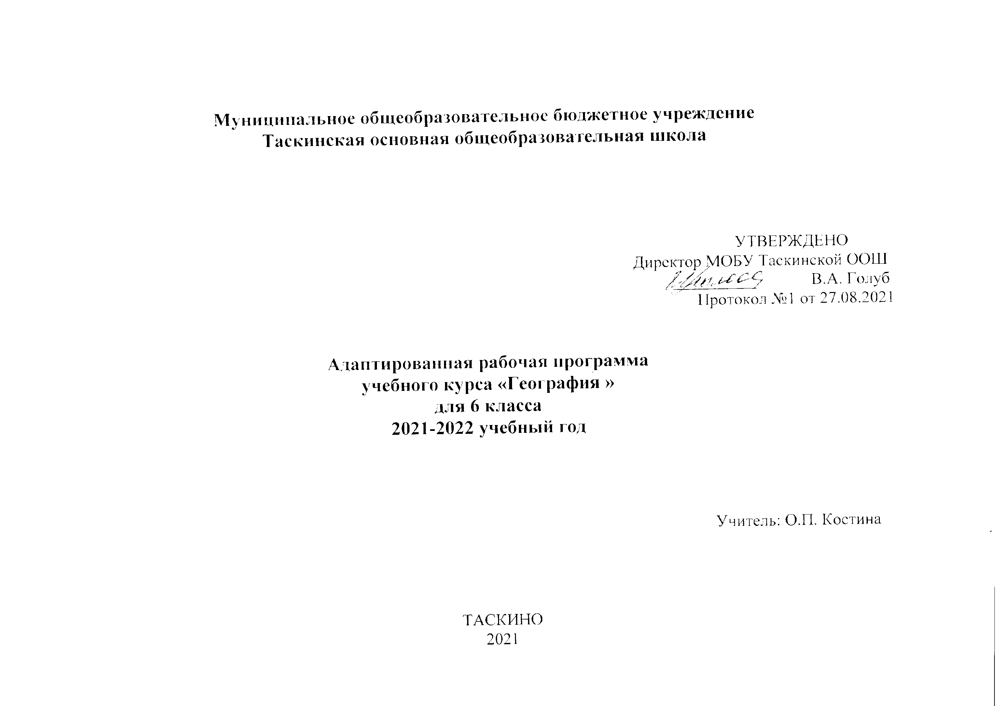 Муниципальное общеобразовательное бюджетное учреждение
Таскинская основная общеобразовательная школа
УТВЕРЖДЕНО
Директор МОБУ Таскинской ООШ
В.А. Голуб
Протокол №1 от 27.08.2021
Адаптированная рабочая программа
учебного курса «География »
для 6 класса
2021-2022 учебный год
Учитель: О.П. Костина
ТАСКИНО
2021